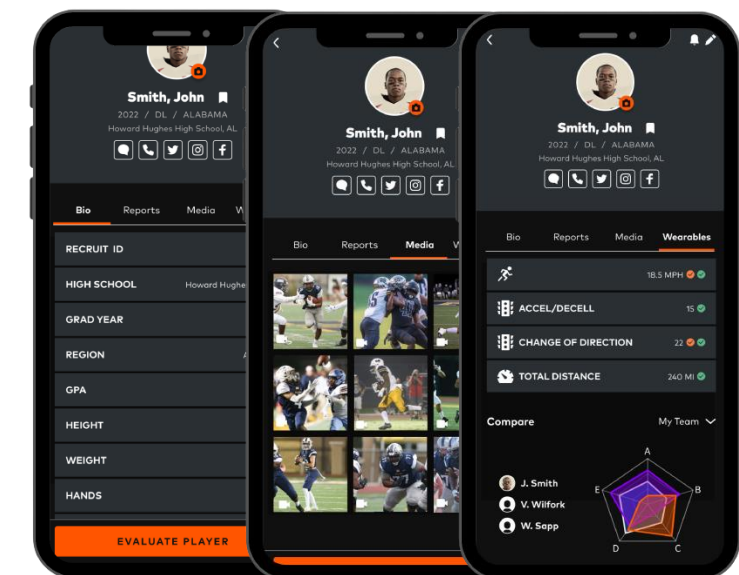 Smith, John
2022 / DL / ALABAMA
Howard Hughes High School, AL
Bio Reports Media
RECRUIT ID
HIGH SCHOOL Howard Hughe
GRAD YEAR
REGION
GPA
HEIGHT
WEIGHT
HANDS
EVALUATE PLAYER
Smith, John
2022 / DL / ALABAMA
Howard Hughes High School, AL
Bio Reports Media
Smith, John
2022 / DL / ALABAMA
Howard Hughes High School, AL
Bio Reports Media Wearables
18.5 MPH
ACCEL/DECELL 15
CHANGE OF DIRECTION 22
TOTAL DISTANCE 240 MI
Compare My Team
A
J. Smith
E B
V. Wilfork
W. Sapp
D C